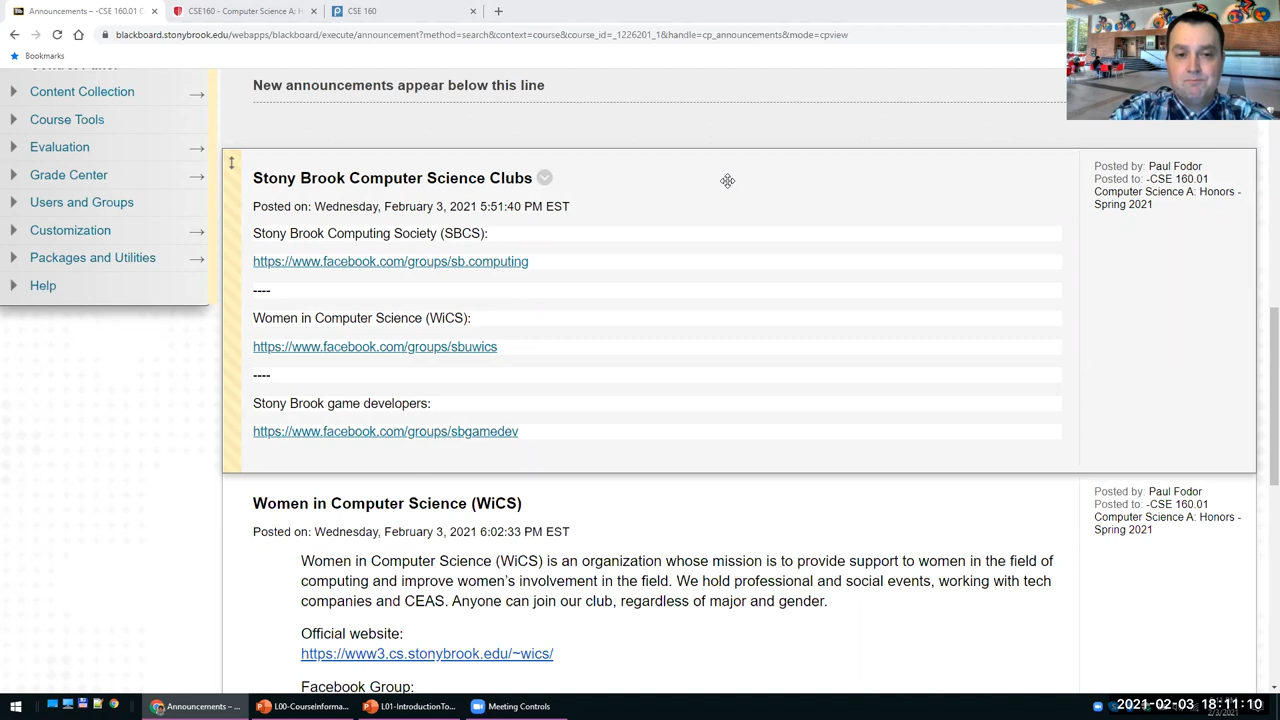 Announcements – -CSE 160.01 C
CSE160 - Computer Science A: H
CSE 160
blackboard.stonybrook.edu/webapps/blackboard/execute/announcement?method=search&context=course&course_id=_1226201_1&handle=cp_announcements&mode=cpview
Bookmarks
Content Collection
Course Tools
Evaluation
Grade Center
Users and Groups
Customization
Packages and Utilities
Help
New announcements appear below this line
Stony Brook Computer Science Clubs
Posted on: Wednesday, February 3, 2021 5:51:40 PM EST
Stony Brook Computing Society (SBCS):
https://www.facebook.com/groups/sb.computing
----
Women in Computer Science (WiCS):
https://www.facebook.com/groups/sbuwics
----
Stony Brook game developers:
https://www.facebook.com/groups/sbgamedev
Posted by: Paul Fodor
Posted to: -CSE 160.01
Computer Science A: Honors -
Spring 2021
Women in Computer Science (WiCS)
Posted on: Wednesday, February 3, 2021 6:02:33 PM EST
Women in Computer Science (WiCS) is an organization whose mission is to provide support to women in the field of
computing and improve women's involvement in the field. We hold professional and social events, working with tech
companies and CEAS. Anyone can join our club, regardless of major and gender.
Official website:
https://www3.cs.stonybrook.edu/~wics/
Facebook Group:
Posted by: Paul Fodor
Posted to: -CSE 160.01
Computer Science A: Honors -
Spring 2021
Announcements – ...
L00-CourseInforma...
L01-IntroductionTo...
Meeting Controls
2021-02-03 18:11:10